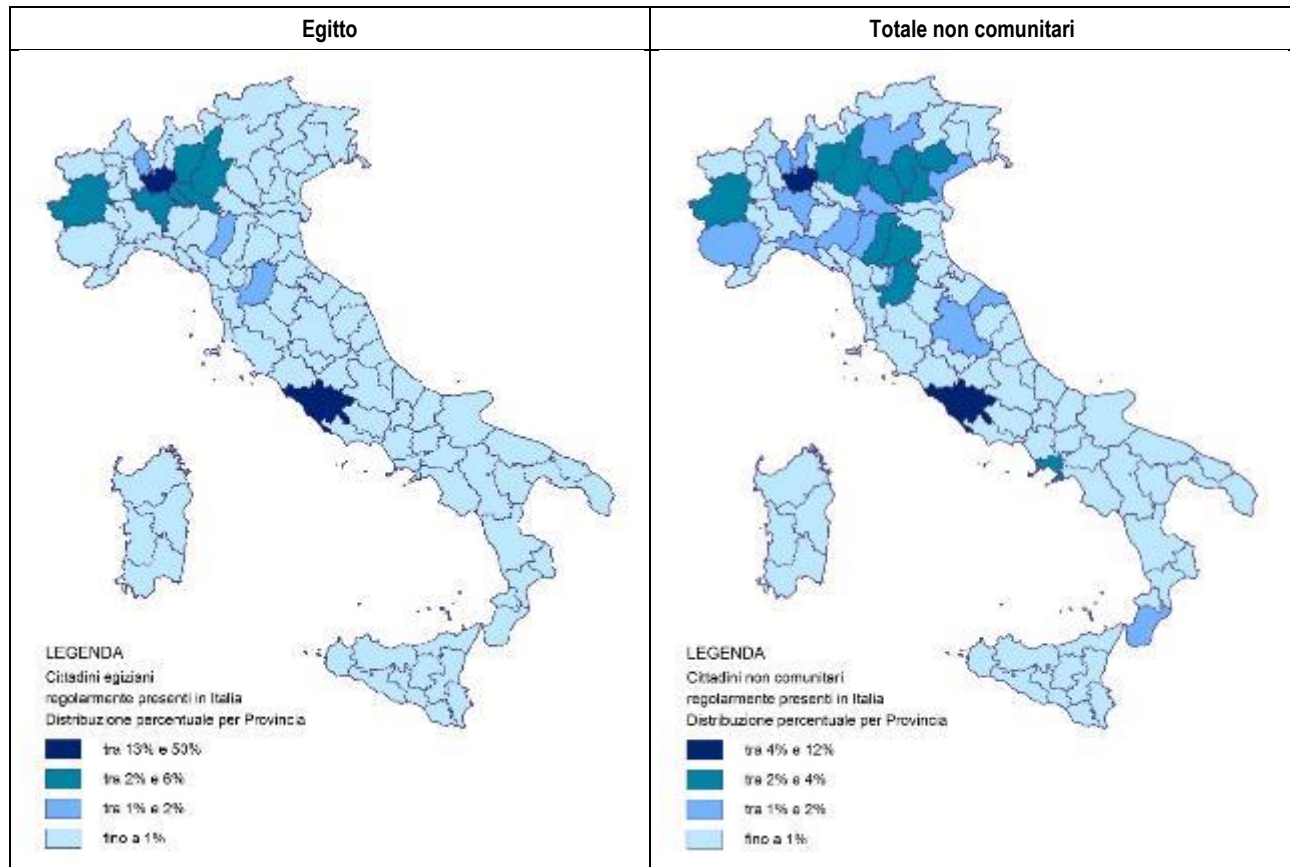 Egitto
Totale non comunitari
LEGENDA
Cittadini egiziani
regolarmente presenti in Italia
Distribuzione percentuale per Provincia
tra 13% e 50%
tra 2% e 6%
tra 1% e 2%
fino a 1%
LEGENDA
Cittadini non comunitari
regolarmente presenti in Italia
Distribuzione percentuale per Provincia
tra 4% e 12%
tra 2% e 4%
tra 1% e 2%
fino a 1%